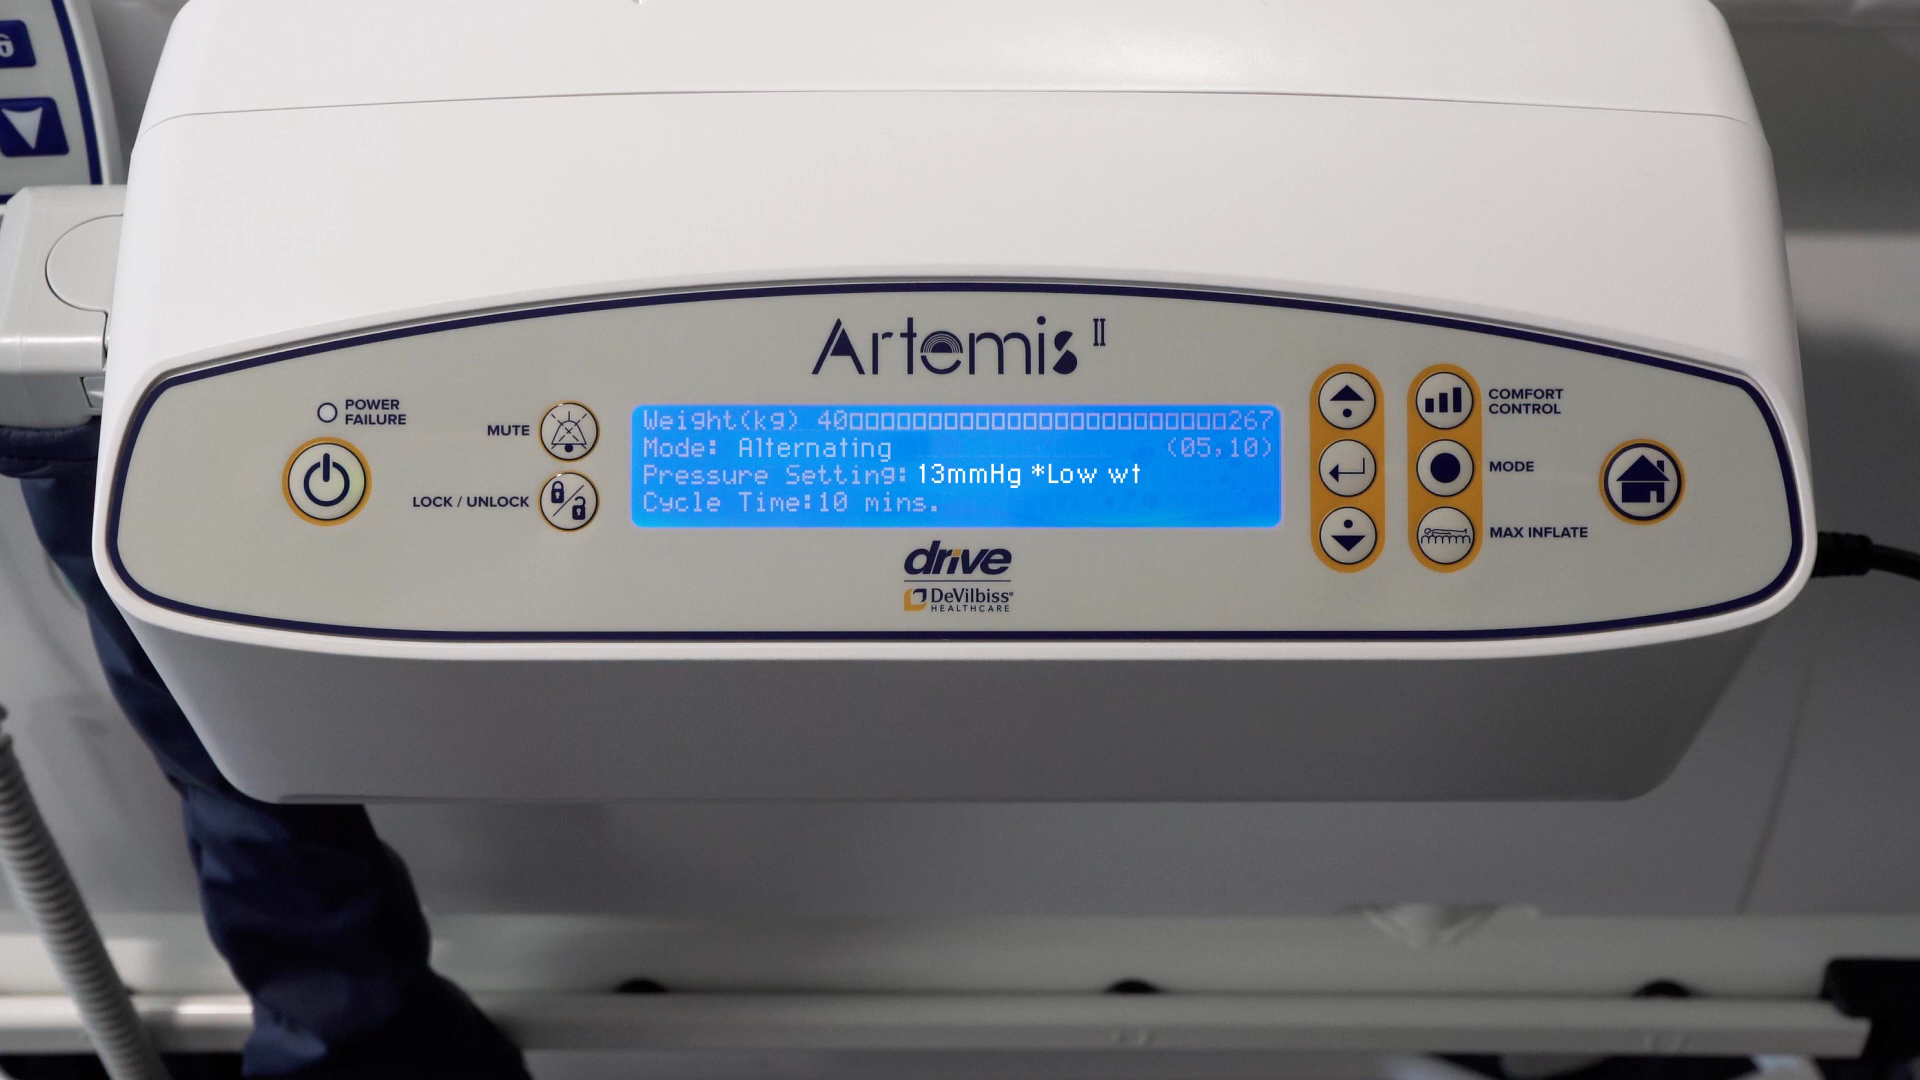 Artemis II
POWER FAILURE
MUTE
LOCK / UNLOCK
Weight(kg) 40▯▯▯▯▯▯▯▯▯▯▯▯▯▯▯▯▯▯▯▯▯▯▯▯267
Mode: Alternating (05,10)
Pressure Setting: 13mmHg *Low wt
Cycle Time:10 mins.
COMFORT CONTROL
MODE
MAX INFLATE
drive
DeVilbiss®
HEALTHCARE